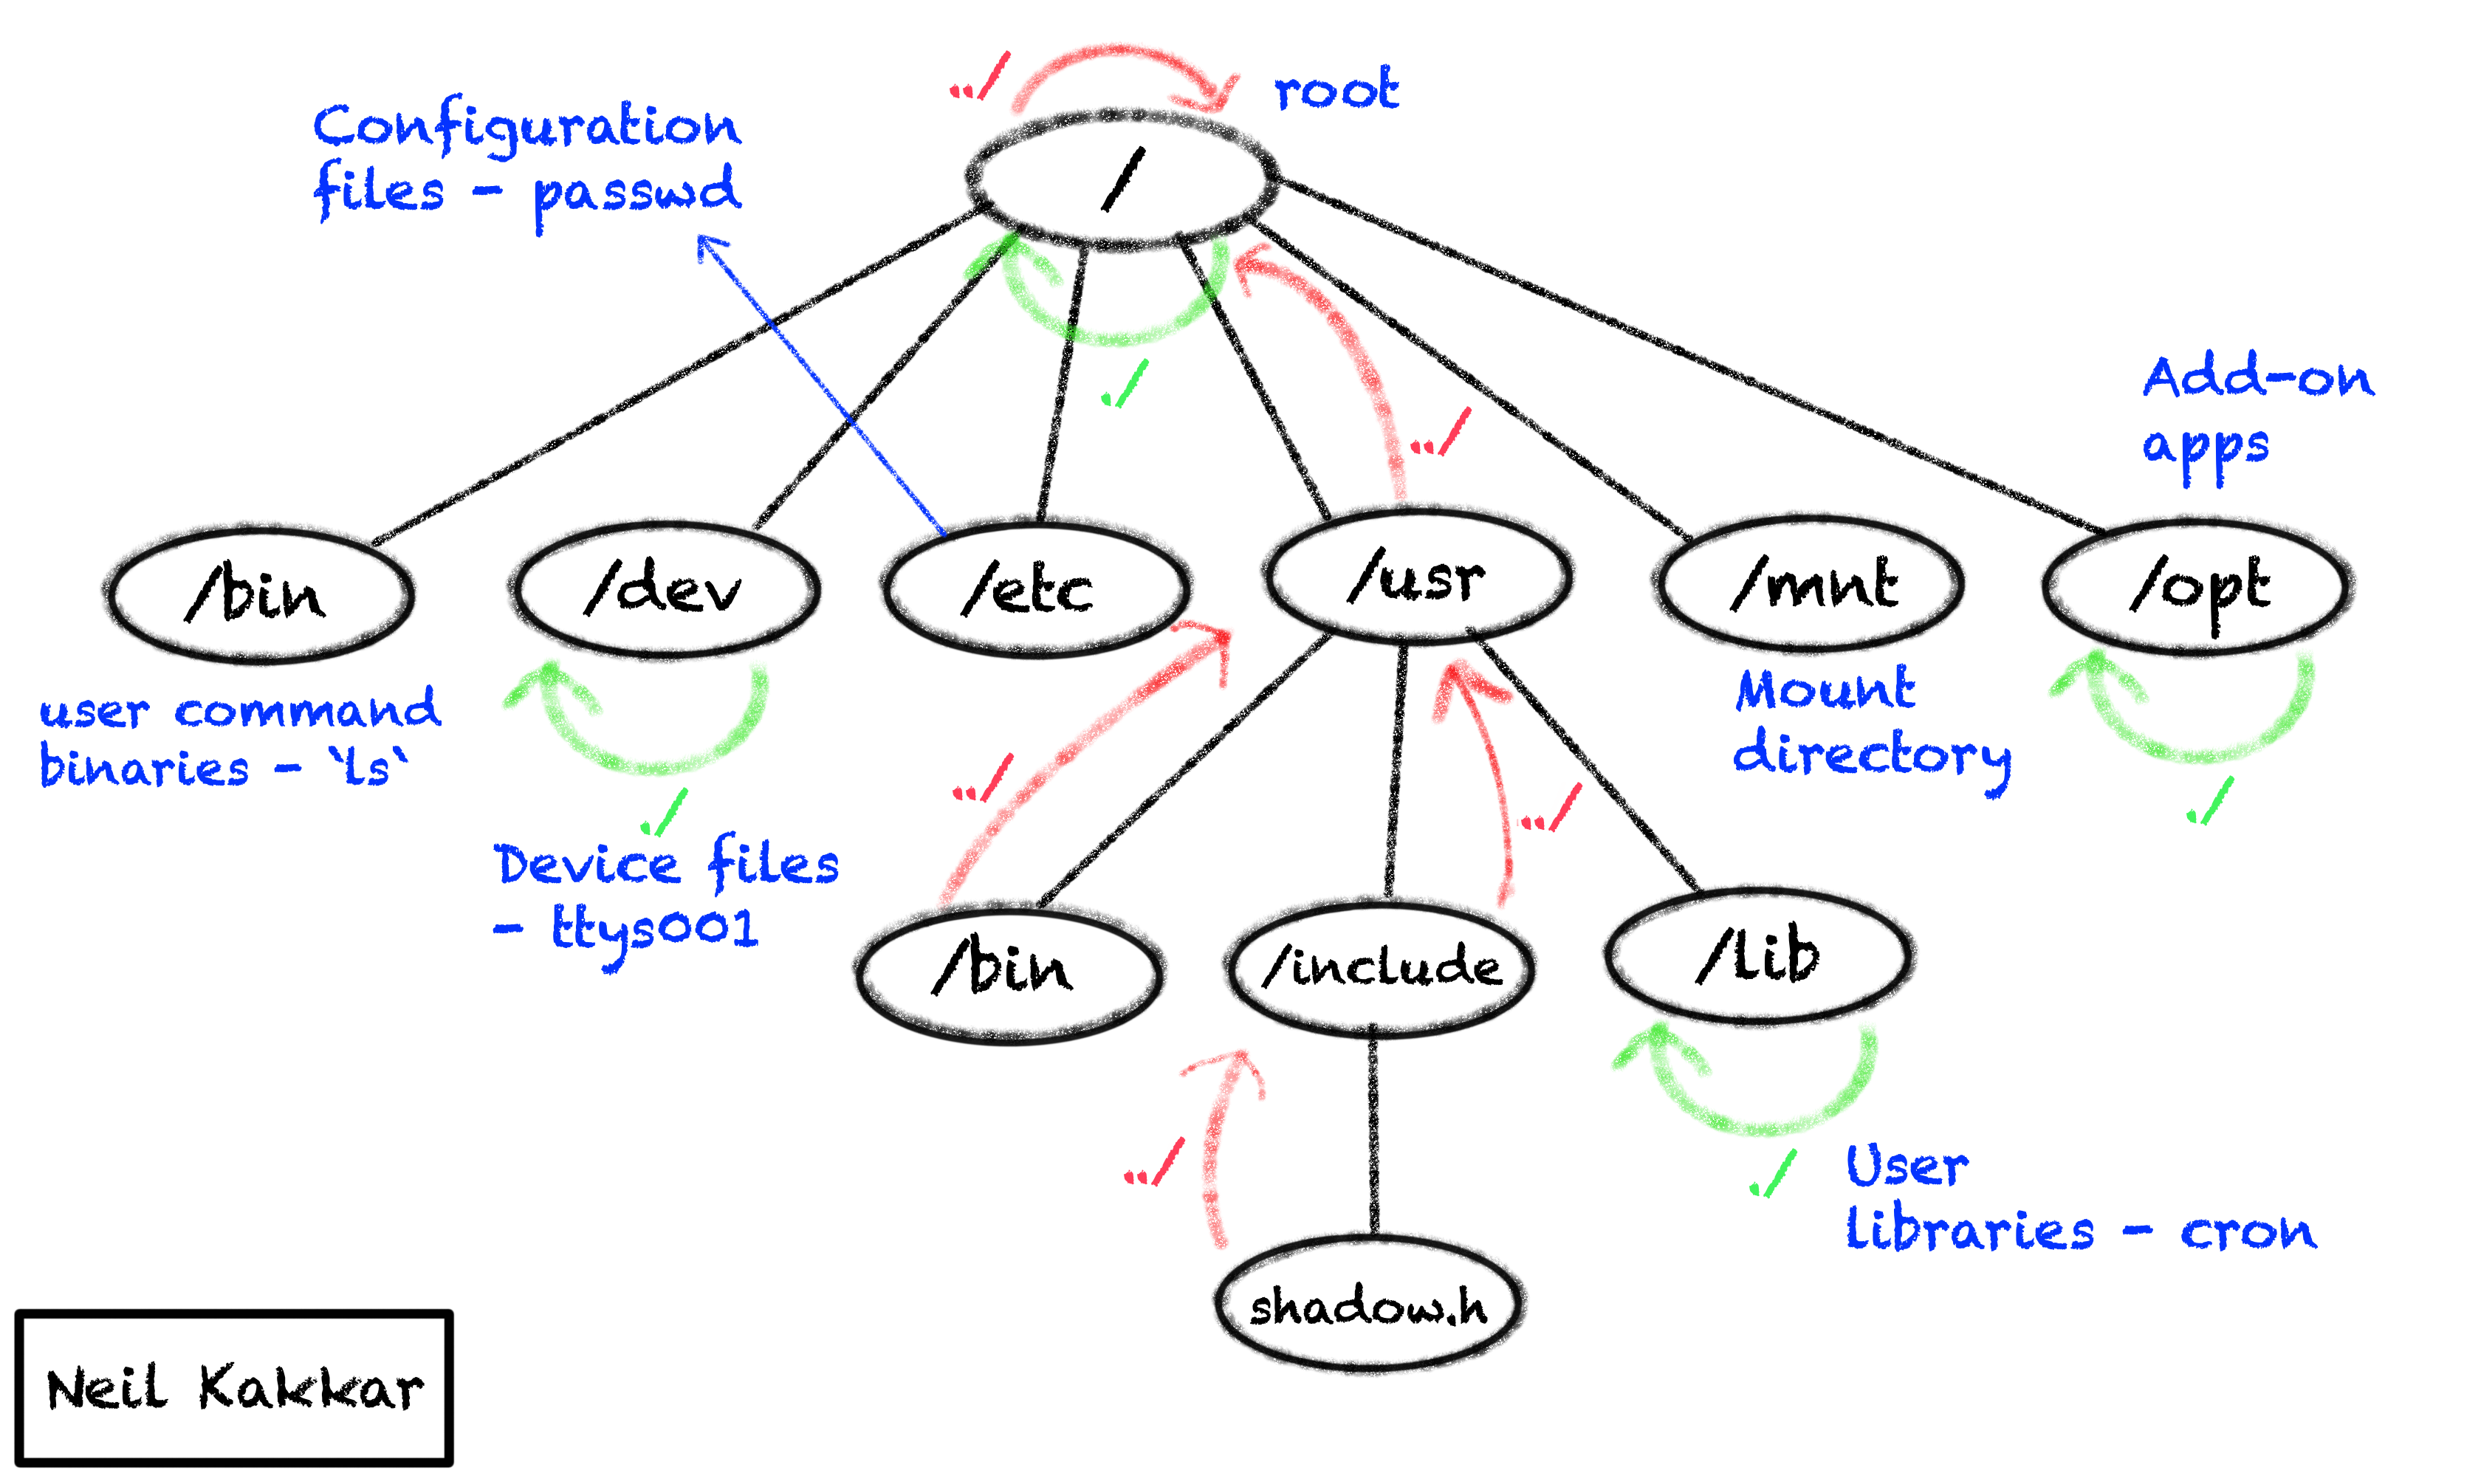 ../
root
Configuration
files - passwd
/
./
../
Add-on
apps
/bin
/dev
/etc
/usr
/mnt
/opt
user command
binaries - `ls`
Mount
directory
../
./
../
./
Device files
- ttys001
/bin
/include
/lib
../
./
User
libraries - cron
shadow.h
Neil Kakkar